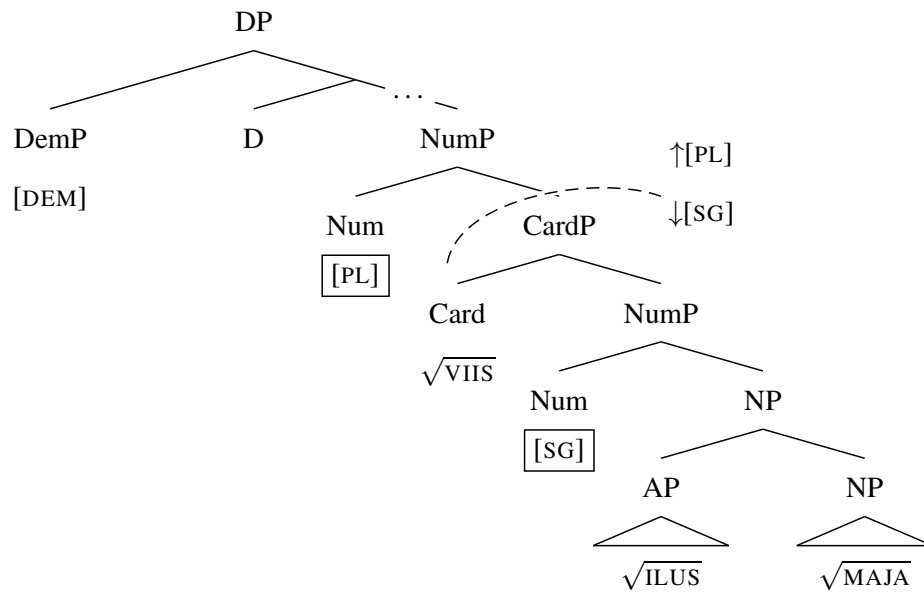 DP
...
DemP D NumP
↑[PL]
[DEM]
Num CardP ↓[SG]
[PL]
Card NumP
√VIIS
Num NP
[SG]
AP NP
√ILUS √MAJA